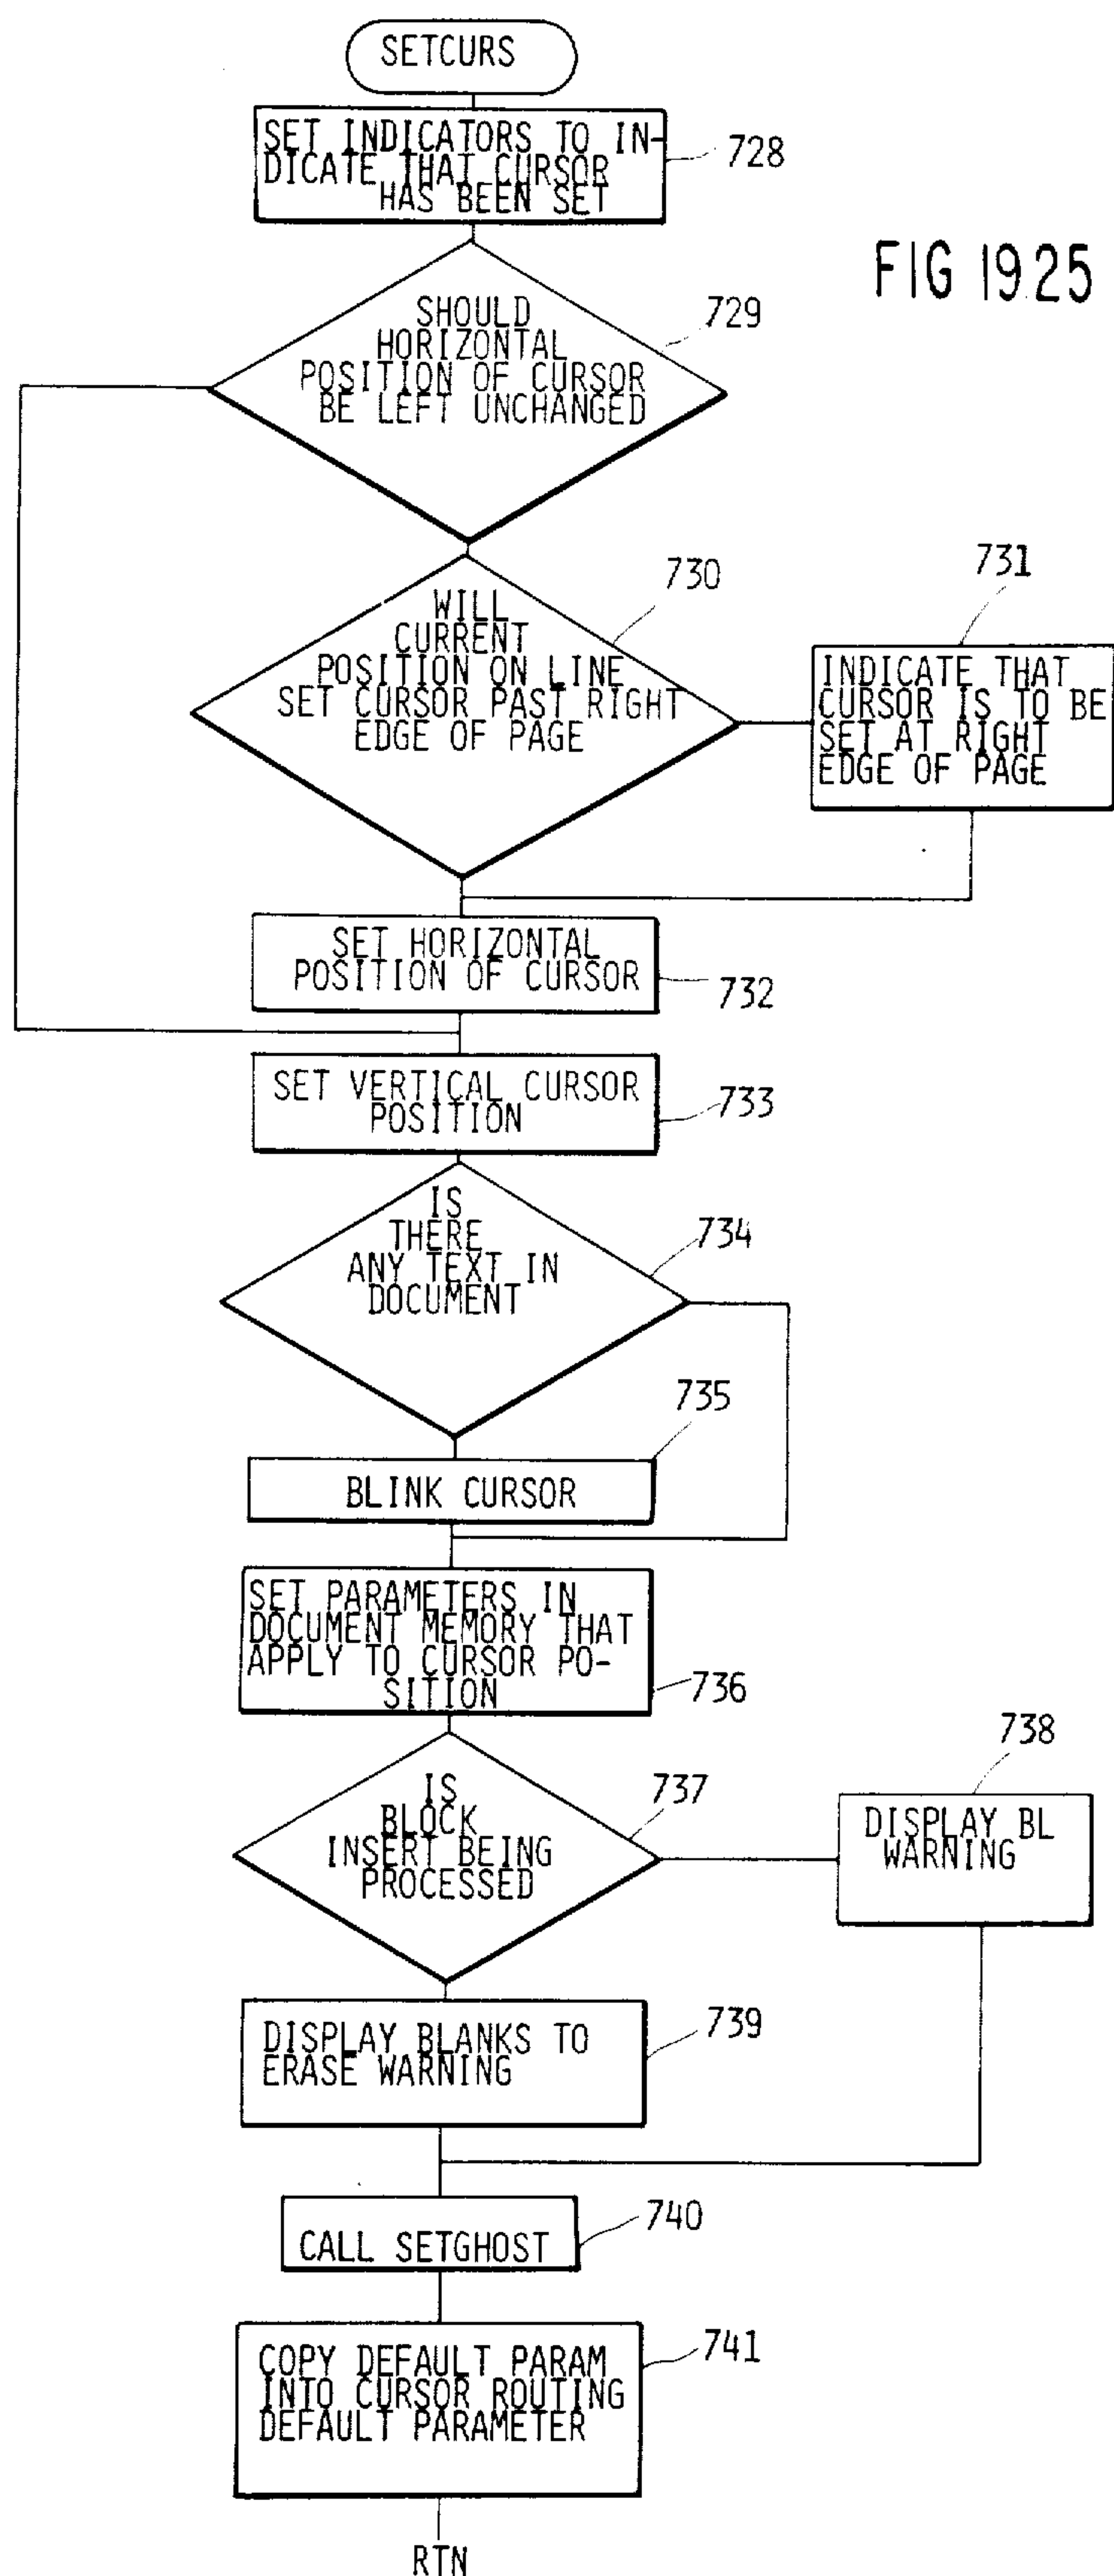 SETCURS
SET INDICATORS TO IN-
DICATE THAT CURSOR
HAS BEEN SET
728
FIG 19.25
SHOULD
HORIZONTAL
POSITION OF CURSOR
BE LEFT UNCHANGED
729
WILL
CURRENT
POSITION ON LINE
SET CURSOR PAST RIGHT
EDGE OF PAGE
730
731
INDICATE THAT
CURSOR IS TO BE
SET AT RIGHT
EDGE OF PAGE
SET HORIZONTAL
POSITION OF CURSOR
732
SET VERTICAL CURSOR
POSITION
733
IS
THERE
ANY TEXT IN
DOCUMENT
734
735
BLINK CURSOR
SET PARAMETERS IN
DOCUMENT MEMORY THAT
APPLY TO CURSOR PO-
SITION
736
IS
BLOCK
INSERT BEING
PROCESSED
737
738
DISPLAY BL
WARNING
DISPLAY BLANKS TO
ERASE WARNING
739
CALL SETGHOST
740
COPY DEFAULT PARAM
INTO CURSOR ROUTING
DEFAULT PARAMETER
741
RTN